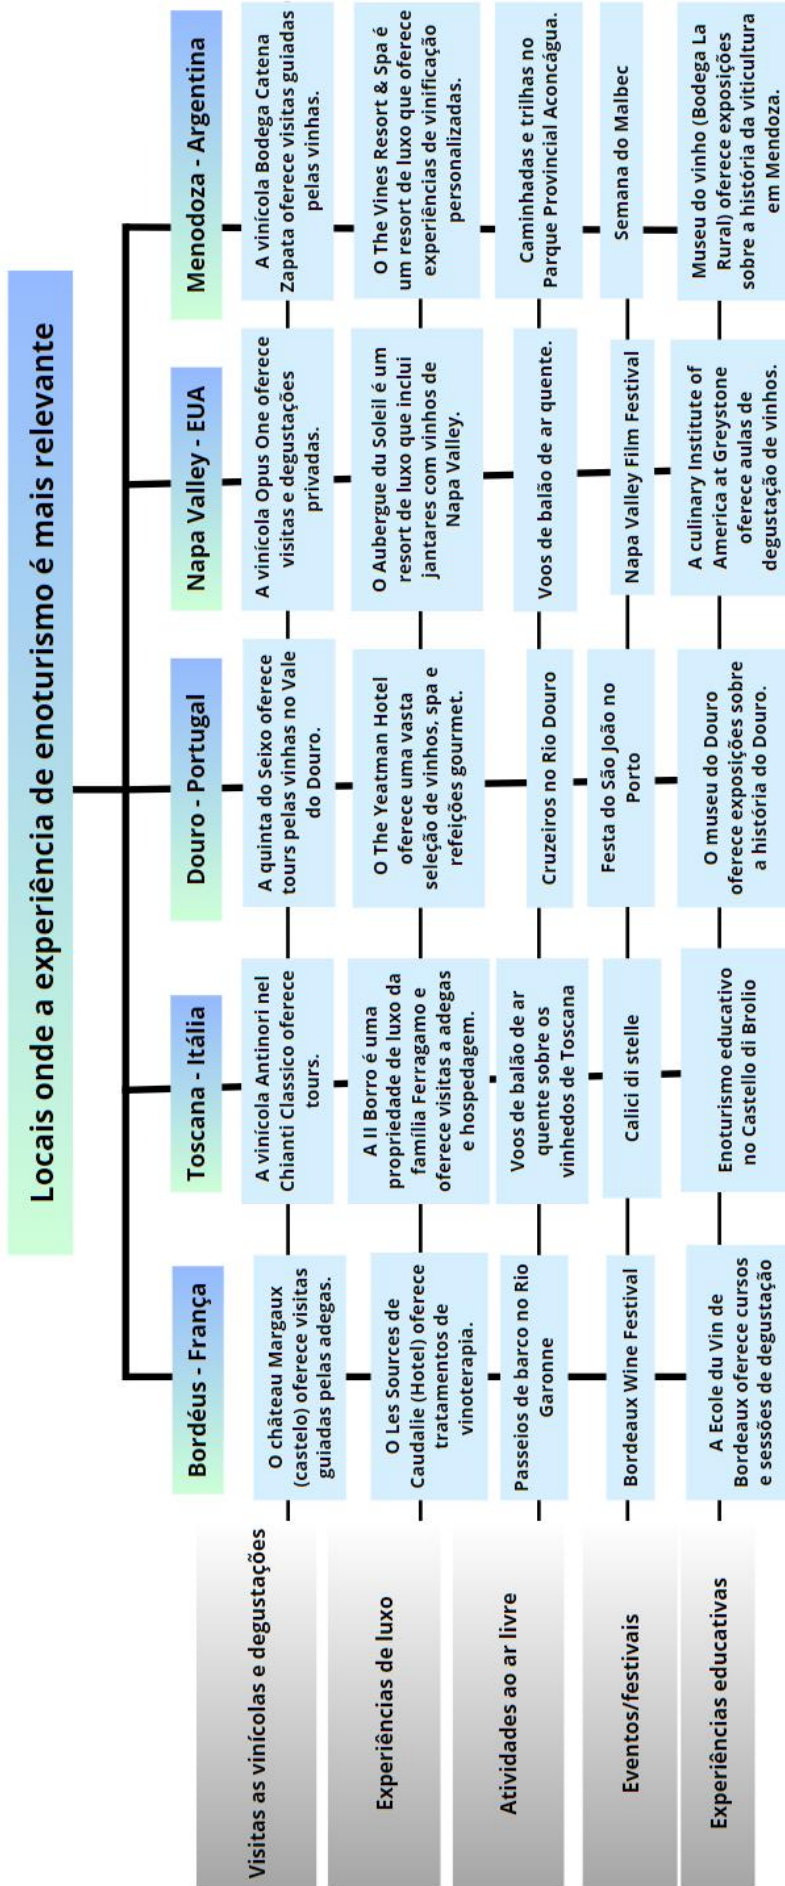 Locais onde a experiência de enoturismo é mais relevante
Bordéus - França
Toscana - Itália
Douro - Portugal
Napa Valley - EUA
Menodoza - Argentina
Visitas as vinícolas e degustações
O château Margaux
(castelo) oferece visitas
guiadas pelas adegas.
A vinícola Antinori nel
Chianti Classico oferece
tours.
A quinta do Seixo oferece
tours pelas vinhas no Vale
do Douro.
A vinícola Opus One oferece
visitas e degustações
privadas.
A vinícola Bodega Catena
Zapata oferece visitas guiadas
pelas vinhas.
Experiências de luxo
O Les Sources de
Caudalie (Hotel) oferece
tratamentos de
vinoterapia.
A Il Borro é uma
propriedade de luxo da
família Ferragamo e
oferece visitas a adegas
e hospedagem.
O The Yeatman Hotel
oferece uma vasta
seleção de vinhos, spa e
refeições gourmet.
O Aubergue du Soleil é um
resort de luxo que inclui
jantares com vinhos de
Napa Valley.
O The Vines Resort & Spa é
um resort de luxo que oferece
experiências de vinificação
personalizadas.
Atividades ao ar livre
Passeios de barco no Rio
Garonne
Voos de balão de ar
quente sobre os
vinhedos de Toscana
Cruzeiros no Rio Douro
Voos de balão de ar quente.
Caminhadas e trilhas no
Parque Provincial Aconcágua.
Eventos/festivais
Bordeaux Wine Festival
Calici di stelle
Festa do São João no
Porto
Napa Valley Film Festival
Semana do Malbec
Experiências educativas
A Ecole du Vin de
Bordeaux oferece cursos
e sessões de degustação
Enoturismo educativo
no Castello di Brolio
O museu do Douro
oferece exposições sobre
a história do Douro.
A culinary Institute of
America at Greystone
oferece aulas de
degustação de vinhos.
Museu do vinho (Bodega La
Rural) oferece exposições
sobre a história da viticultura
em Mendoza.